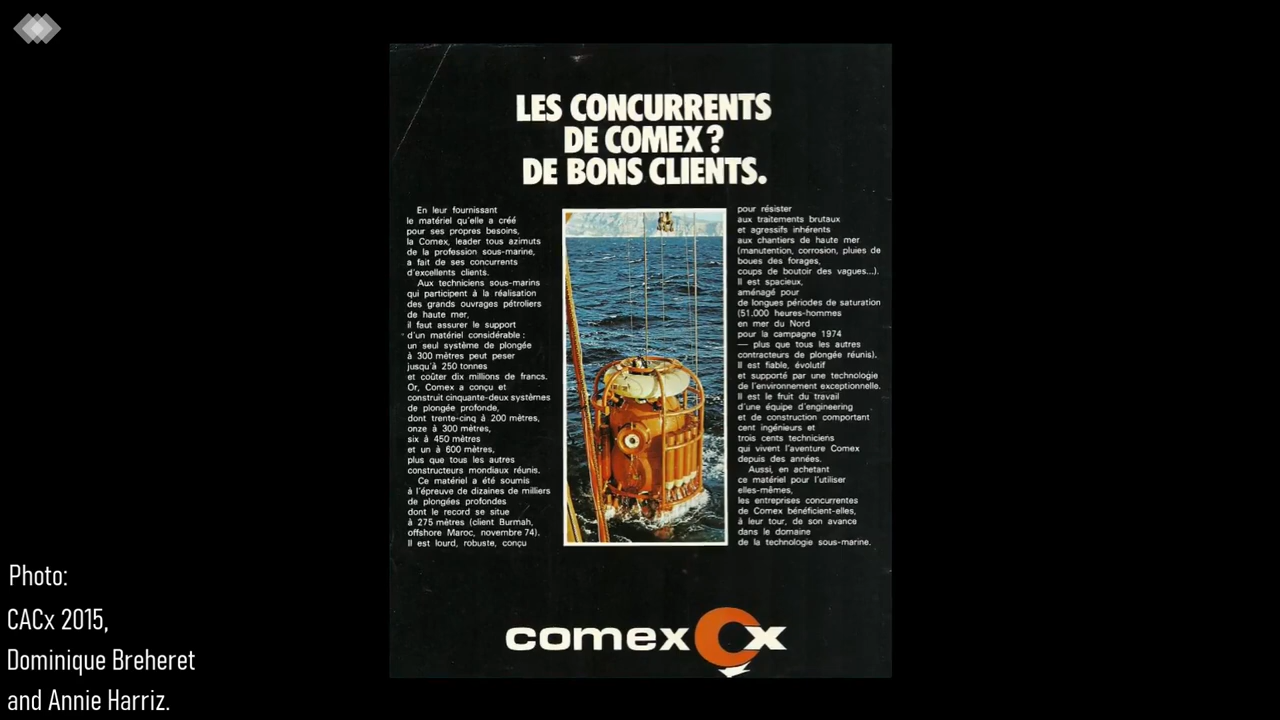 LES CONCURRENTS
DE COMEX ?
DE BONS CLIENTS.
En leur fournissant
le matériel qu'elle a créé
pour ses propres besoins,
la Comex, leader tous azimuts
de la profession sous-marine,
a fait de ses concurrents
d'excellents clients.
Aux techniciens sous-marins
qui participent à la réalisation
des grands ouvrages pétroliers
de haute mer,
il faut assurer le support
d'un matériel considérable :
un seul système de plongée
à 300 mètres peut peser
jusqu'à 250 tonnes
et coûter dix millions de francs.
Or, Comex a conçu et
construit cinquante-deux systèmes
de plongée profonde,
dont trente-cinq à 200 mètres,
onze à 300 mètres,
six à 450 mètres
et un à 600 mètres,
plus que tous les autres
constructeurs mondiaux réunis.
Ce matériel a été soumis
à l'épreuve de dizaines de milliers
de plongées profondes
dont le record se situe
à 275 mètres (client Burmah,
offshore Maroc, novembre 74).
Il est lourd, robuste, conçu
pour résister
aux traitements brutaux
et agressifs inhérents
aux chantiers de haute mer
(manutention, corrosion, pluies de
boues des forages,
coups de boutoir des vagues...).
Il est spacieux,
aménagé pour
de longues périodes de saturation
(51.000 heures-hommes
en mer du Nord
pour la campagne 1974
— plus que tous les autres
contracteurs de plongée réunis).
Il est fiable, évolutif
et supporté par une technologie
de l'environnement exceptionnelle.
Il est le fruit du travail
d'une équipe d'engineering
et de construction comportant
cent ingénieurs et
trois cents techniciens
qui vivent l'aventure Comex
depuis des années.
Aussi, en achetant
ce matériel pour l'utiliser
elles-mêmes,
les entreprises concurrentes
de Comex bénéficient-elles,
à leur tour, de son avance
dans le domaine
de la technologie sous-marine.
comex Cx
Photo:
CACx 2015,
Dominique Breheret
and Annie Harriz.